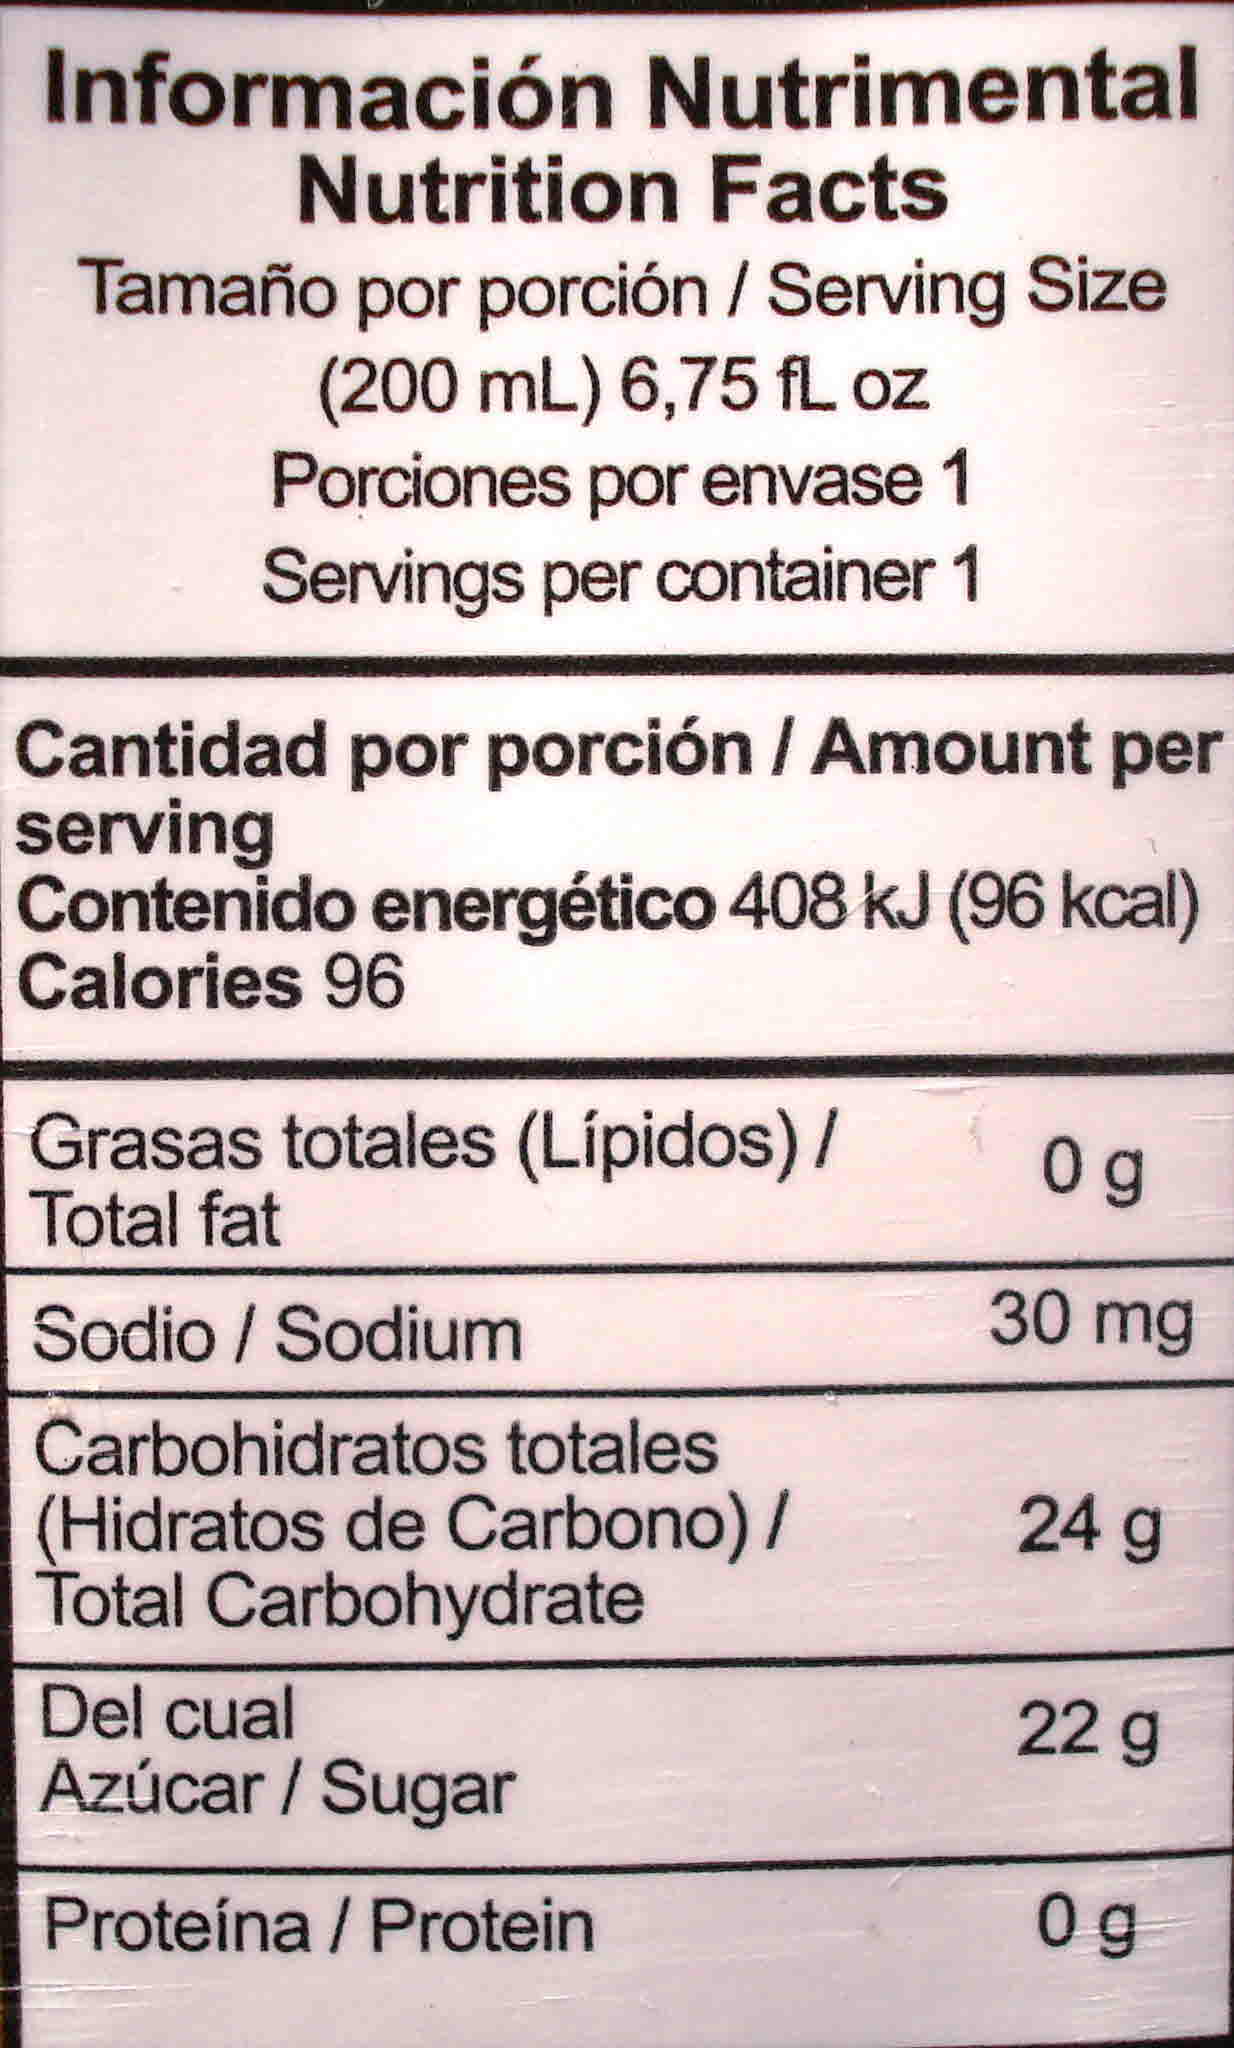 Información Nutrimental
Nutrition Facts
Tamaño por porción / Serving Size
(200 mL) 6,75 fL oz
Porciones por envase 1
Servings per container 1
Cantidad por porción / Amount per
serving
Contenido energético 408 kJ (96 kcal)
Calories 96
Grasas totales (Lípidos) /
Total fat
0 g
Sodio / Sodium
30 mg
Carbohidratos totales
(Hidratos de Carbono) /
Total Carbohydrate
24 g
Del cual
Azúcar / Sugar
22 g
Proteína / Protein
0 g